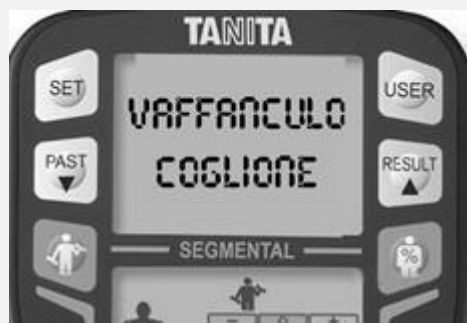 TANITA
SET
USER
VAFFANCULO
COGLIONE
PAST
RESULT
SEGMENTAL
%